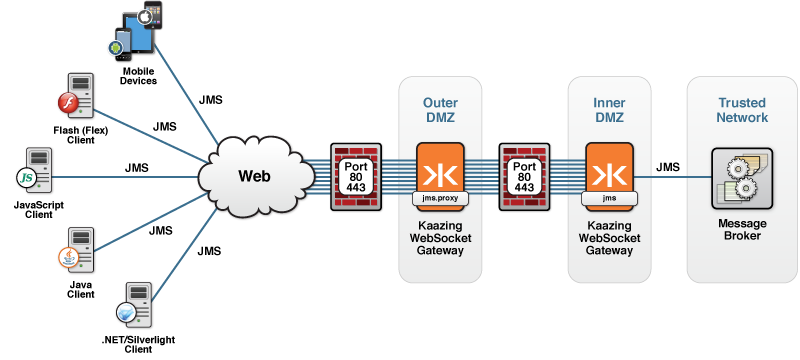 Mobile
Devices
JMS
Flash (Flex)
Client
JMS
JS
JavaScript
Client
JMS
Java
Client
JMS
.NET/Silverlight
Client
JMS
Web
Port
80
443
Outer
DMZ
jms.proxy
Kaazing
WebSocket
Gateway
Port
80
443
Inner
DMZ
jms
Kaazing
WebSocket
Gateway
JMS
Trusted
Network
Message
Broker